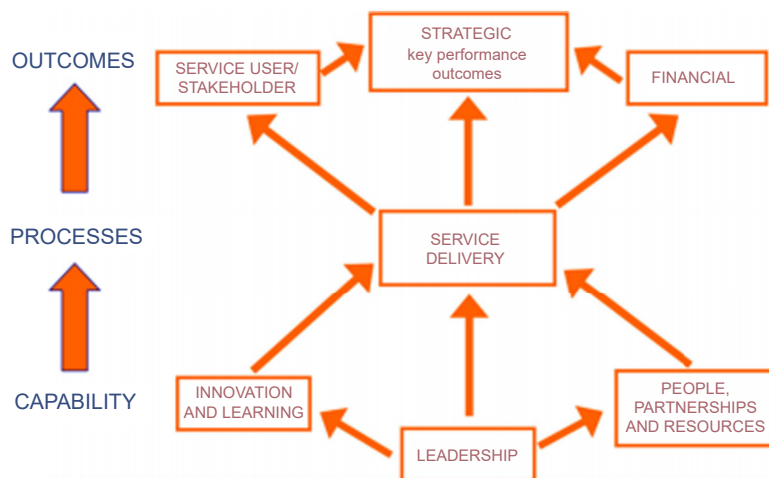 OUTCOMES
SERVICE USER/
STAKEHOLDER
STRATEGIC
key performance
outcomes
FINANCIAL
PROCESSES
SERVICE
DELIVERY
CAPABILITY
INNOVATION
AND LEARNING
LEADERSHIP
PEOPLE,
PARTNERSHIPS
AND RESOURCES